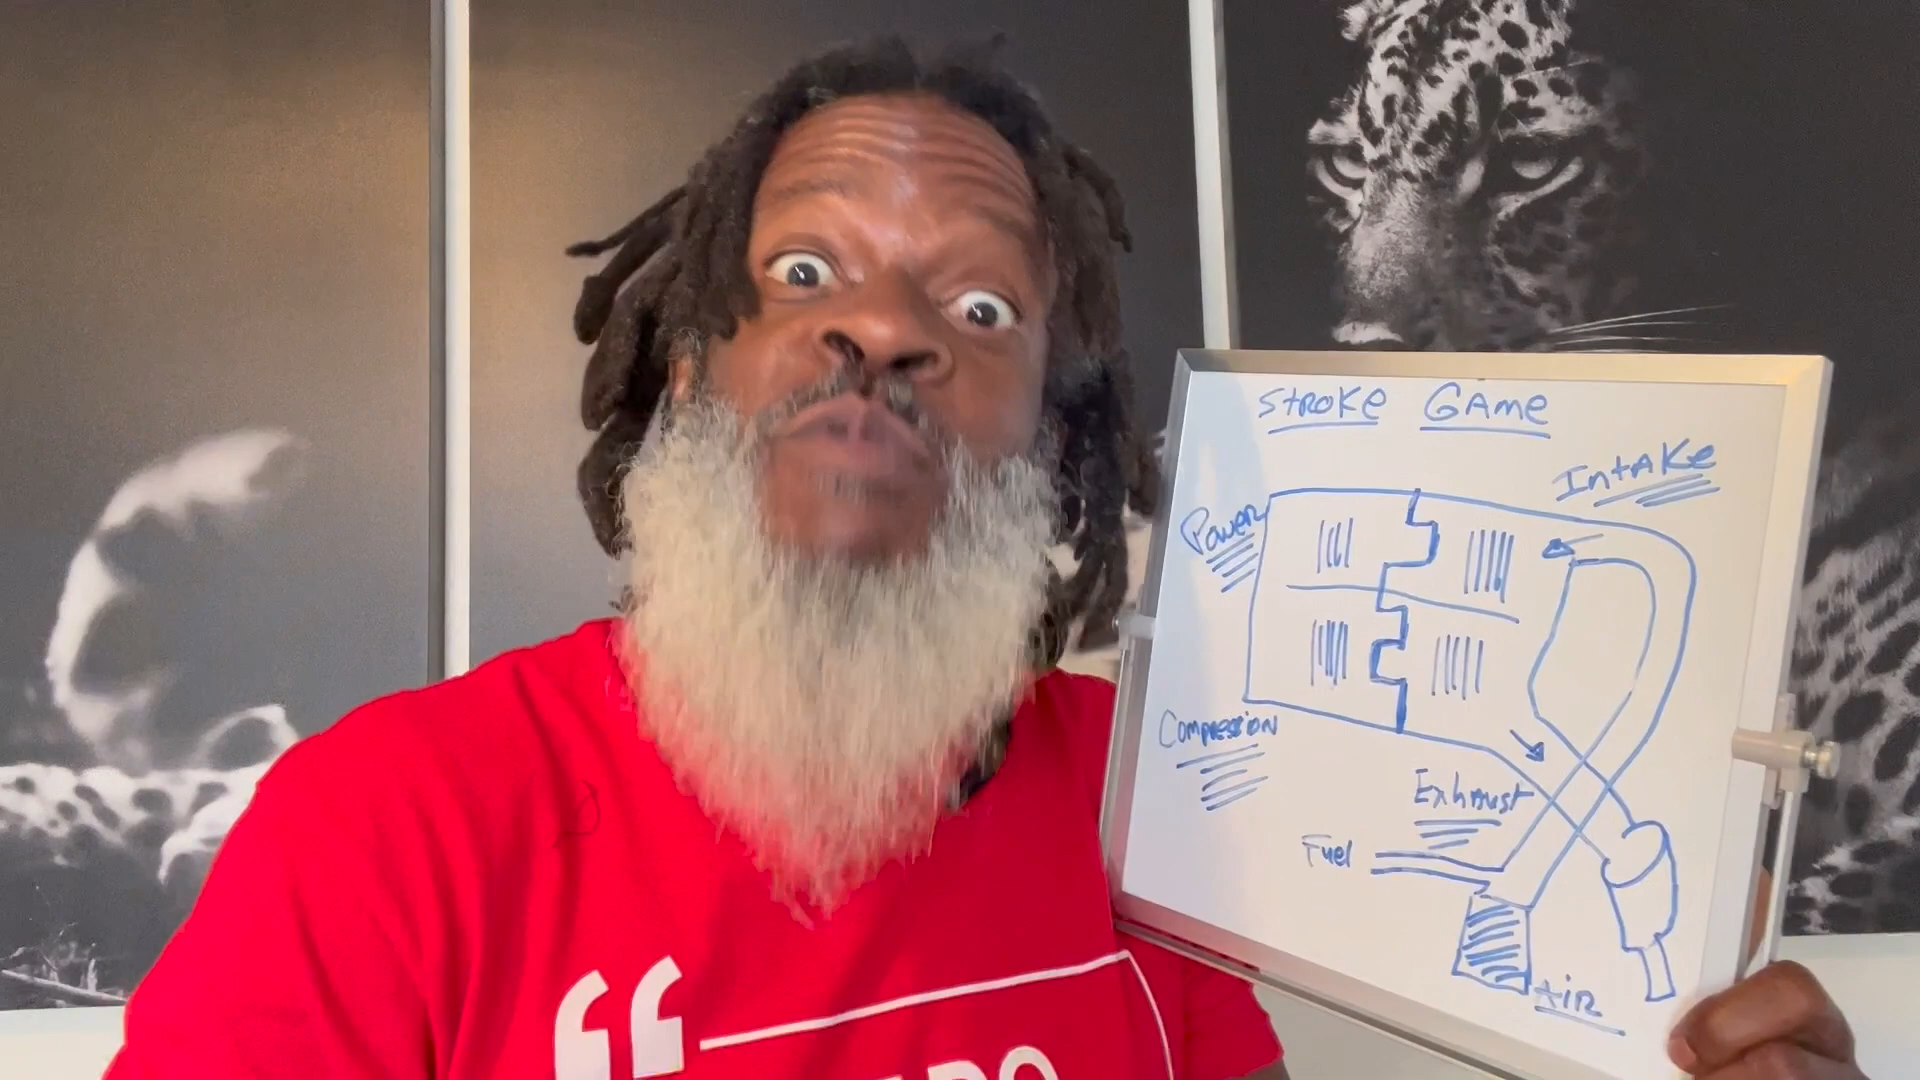 Stroke Game
Intake
Power
Compression
Exhaust
Fuel
Air